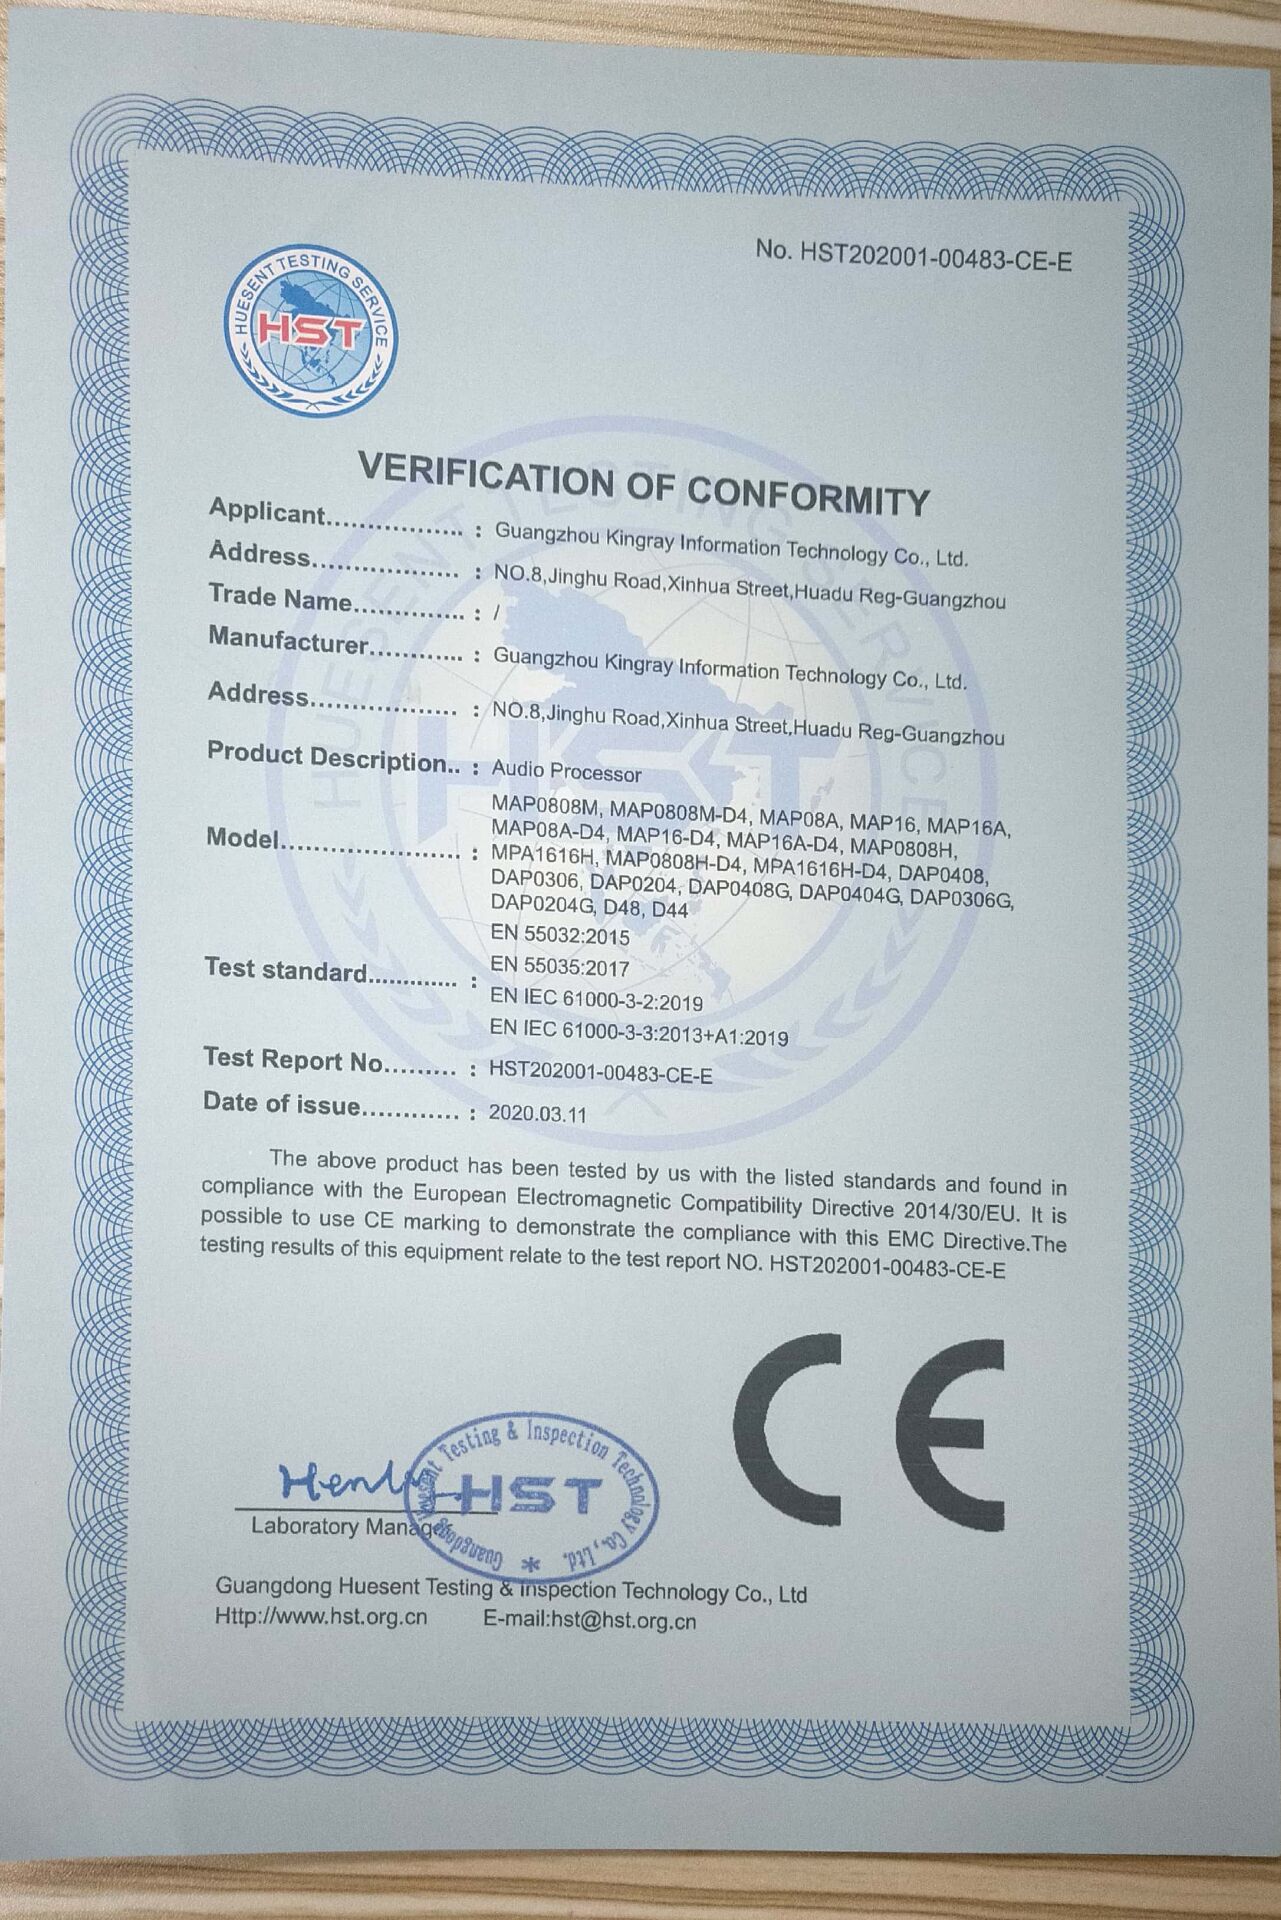 No. HST202001-00483-CE-E
HUESENT TESTING SERVICE
HST
VERIFICATION OF CONFORMITY
Applicant................ : Guangzhou Kingray Information Technology Co., Ltd.
Address.................. : NO.8,Jinghu Road,Xinhua Street,Huadu Reg-Guangzhou
Trade Name.............. : /
Manufacturer............ : Guangzhou Kingray Information Technology Co., Ltd.
Address.................. : NO.8,Jinghu Road,Xinhua Street,Huadu Reg-Guangzhou
Product Description.. : Audio Processor
MAP0808M, MAP0808M-D4, MAP08A, MAP16, MAP16A,
MAP08A-D4, MAP16-D4, MAP16A-D4, MAP0808H,
Model...................... : MPA1616H, MAP0808H-D4, MPA1616H-D4, DAP0408,
DAP0306, DAP0204, DAP0408G, DAP0404G, DAP0306G,
DAP0204G, D48, D44
EN 55032:2015
Test standard............. : EN 55035:2017
EN IEC 61000-3-2:2019
EN IEC 61000-3-3:2013+A1:2019
Test Report No......... : HST202001-00483-CE-E
Date of issue............ : 2020.03.11
The above product has been tested by us with the listed standards and found in
compliance with the European Electromagnetic Compatibility Directive 2014/30/EU. It is
possible to use CE marking to demonstrate the compliance with this EMC Directive.The
testing results of this equipment relate to the test report NO. HST202001-00483-CE-E
CE
Guangdong Huesent Testing & Inspection Technology Co., Ltd.
HST
*
Laboratory Manager
Guangdong Huesent Testing & Inspection Technology Co., Ltd
Http://www.hst.org.cn E-mail:hst@hst.org.cn
HUESENT TESTING SERVICE
HST